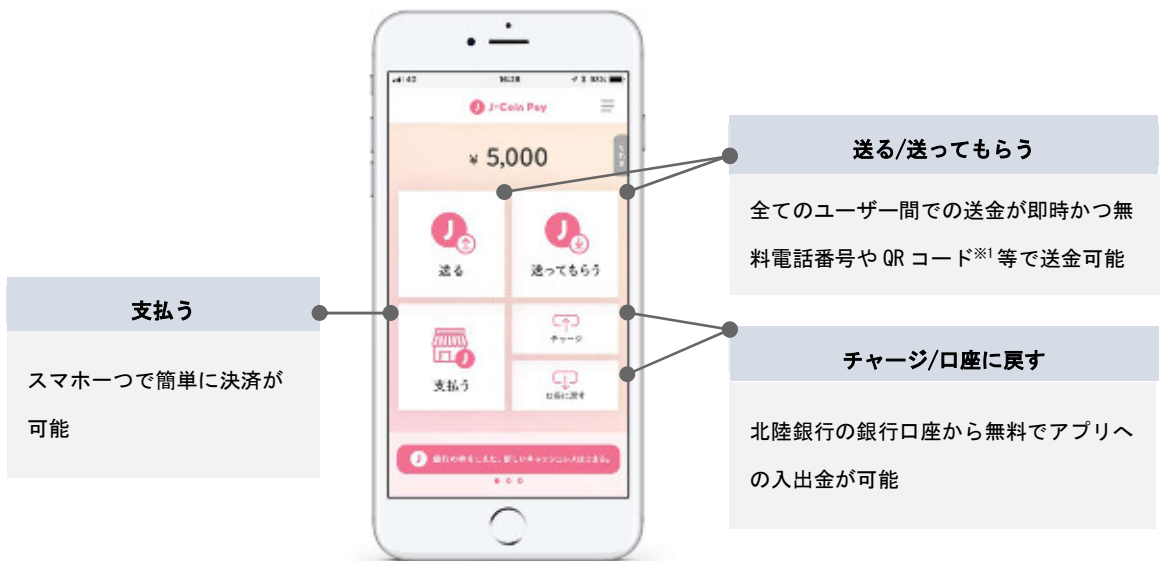 J-Coin Pay
¥ 5,000
送る
送ってもらう
支払う
チャージ
口座に戻す
送る/送ってもらう
全てのユーザー間での送金が即時かつ無
料電話番号や QR コード※1 等で送金可能
支払う
スマホ一つで簡単に決済が
可能
チャージ/口座に戻す
北陸銀行の銀行口座から無料でアプリへ
の入出金が可能